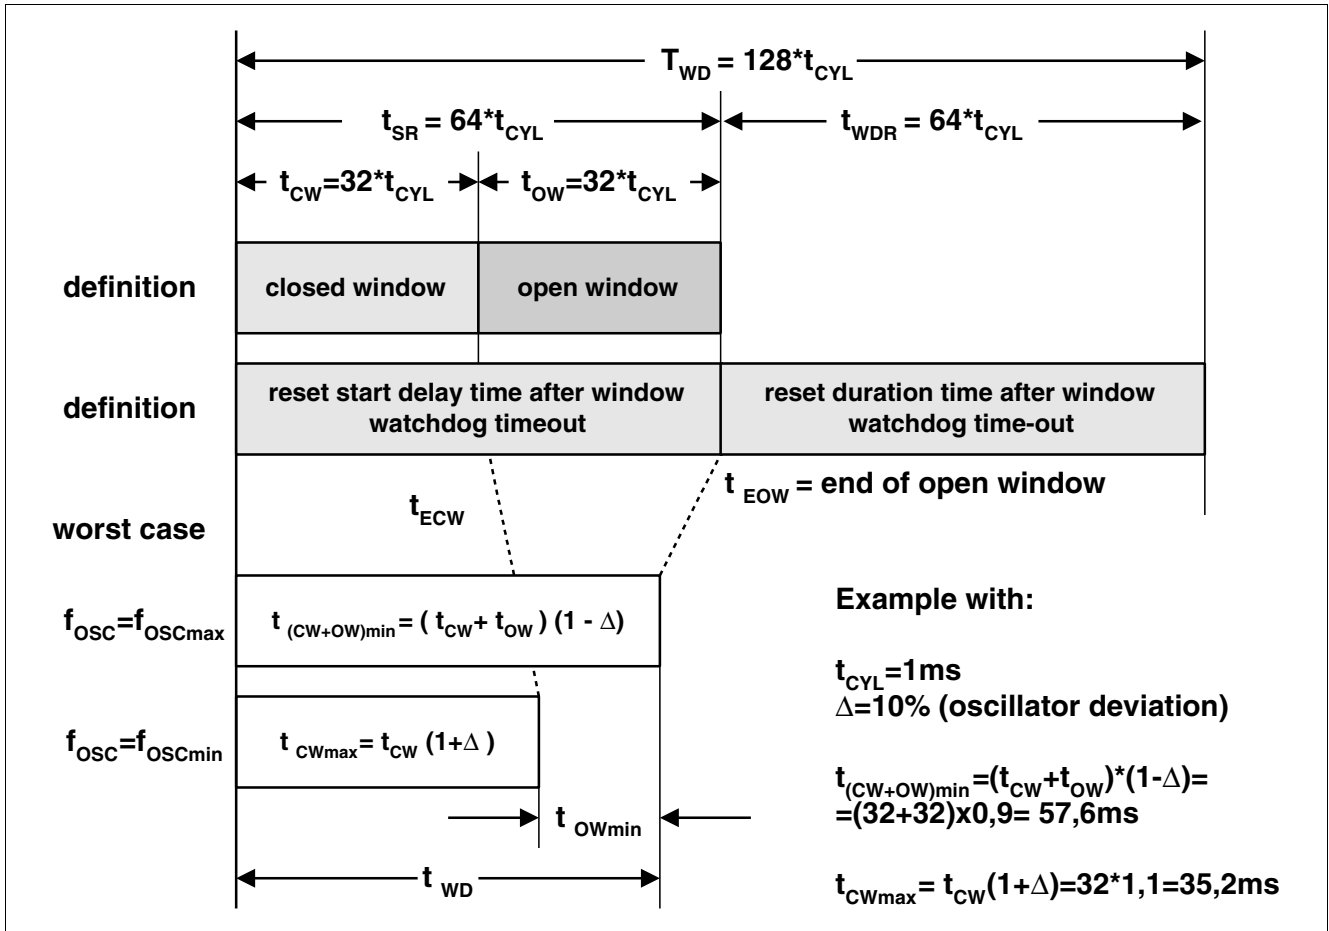 T_WD = 128*t_CYL
t_SR = 64*t_CYL
t_WDR = 64*t_CYL
t_CW=32*t_CYL
t_OW=32*t_CYL
definition
closed window
open window
definition
reset start delay time after window
watchdog timeout
reset duration time after window
watchdog time-out
t_ECW
t_EOW = end of open window
worst case
f_OSC=f_OSCmax
t_(CW+OW)min = ( t_CW+ t_OW ) (1 - Δ)
f_OSC=f_OSCmin
t_CWmax= t_CW (1+Δ )
t_OWmin
t_WD
Example with:
t_CYL=1ms
Δ=10% (oscillator deviation)
t_(CW+OW)min=(t_CW+t_OW)*(1-Δ)=
=(32+32)x0,9= 57,6ms
t_CWmax= t_CW(1+Δ)=32*1,1=35,2ms